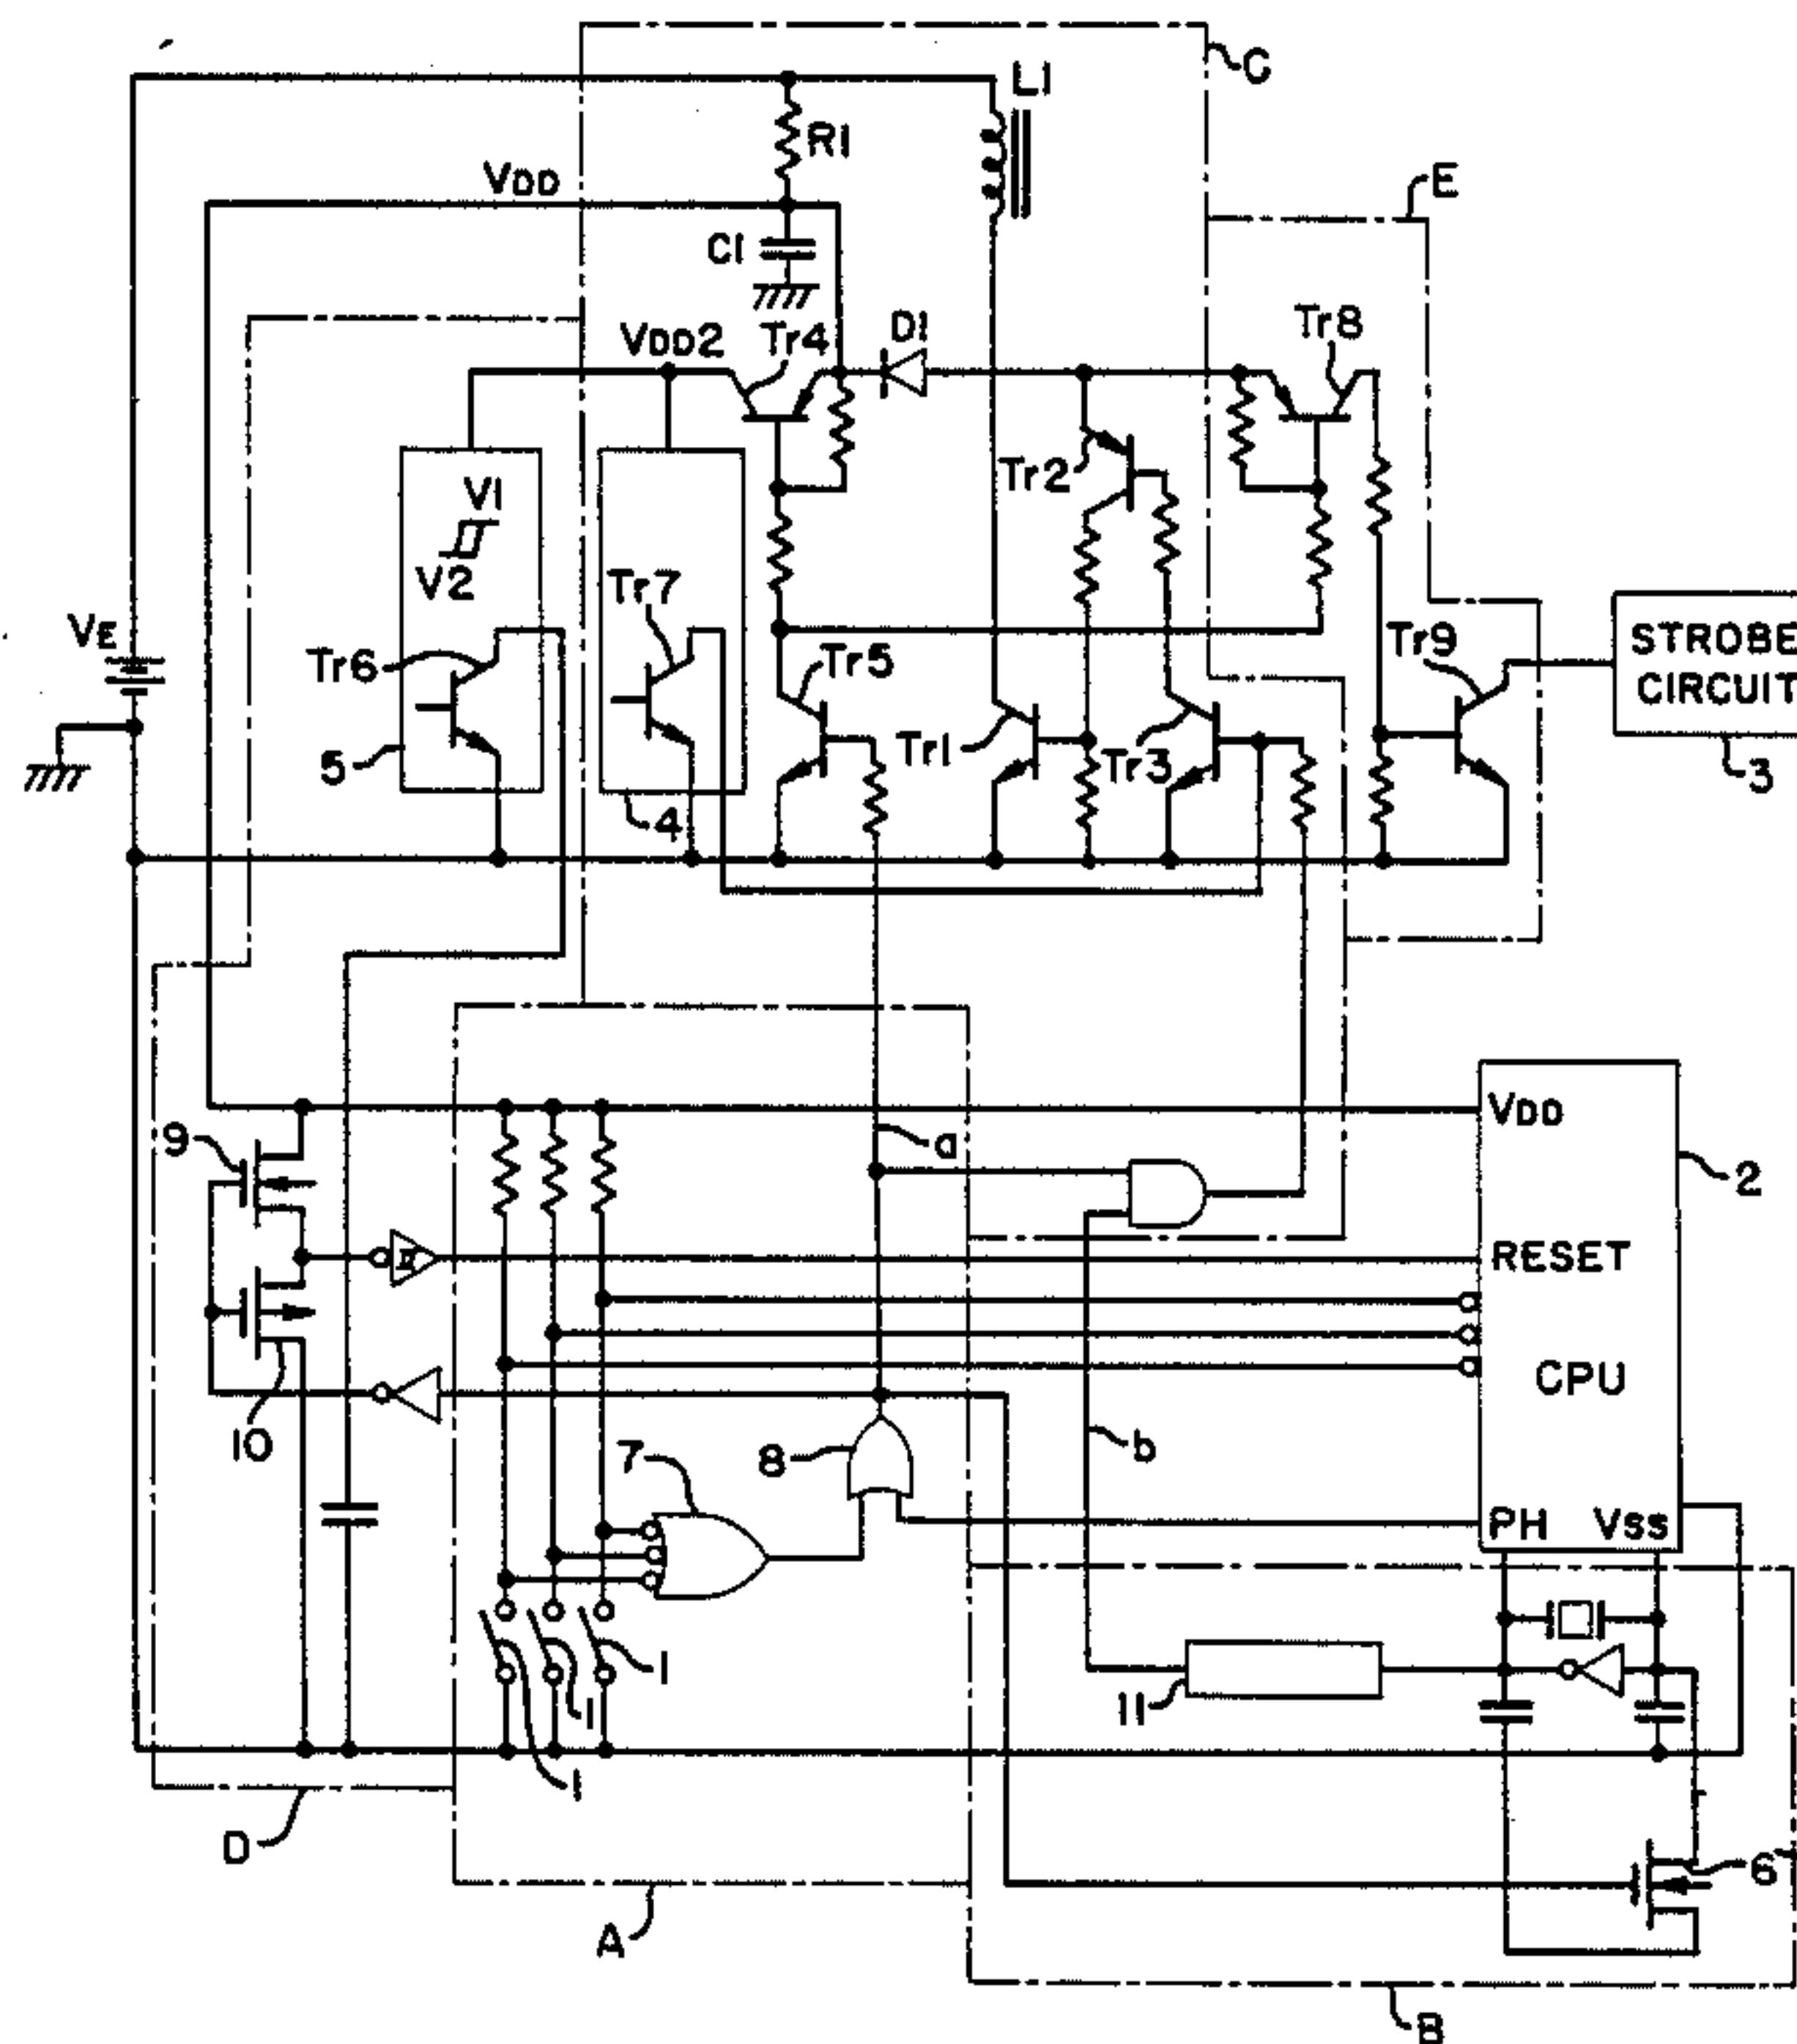 C
L1
R1
VDD
E
C1
VDD2
Tr4
D1
Tr8
V1
V2
Tr2
Tr7
VE
Tr6
Tr5
Tr9
STROBE
CIRCUIT
5
4
Tr1
Tr3
3
9
a
VDD
2
RESET
CPU
10
7
8
b
PH
VSS
1
1
11
1
D
6
A
B